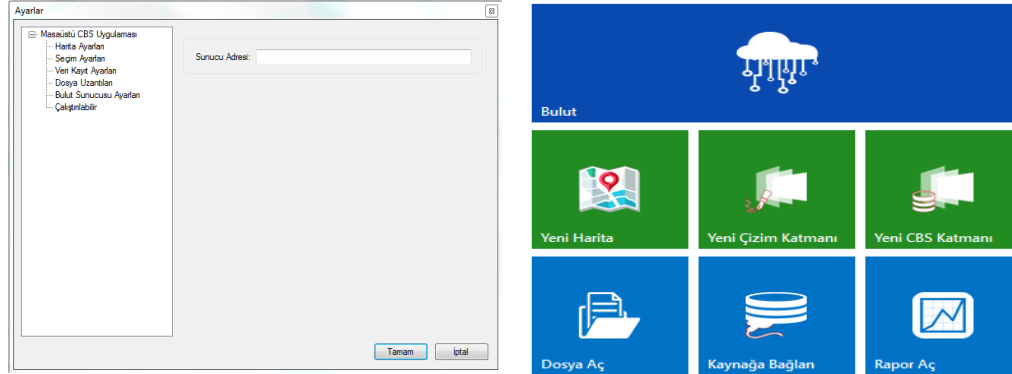 Ayarlar
Masaüstü CBS Uygulaması
Harita Ayarları
Seçim Ayarları
Veri Kayıt Ayarları
Dosya Uzantıları
Bulut Sunucusu Ayarları
Çalıştırılabilir
Sunucu Adresi:
Tamam
İptal
Bulut
Yeni Harita
Yeni Çizim Katmanı
Yeni CBS Katmanı
Dosya Aç
Kaynağa Bağlan
Rapor Aç